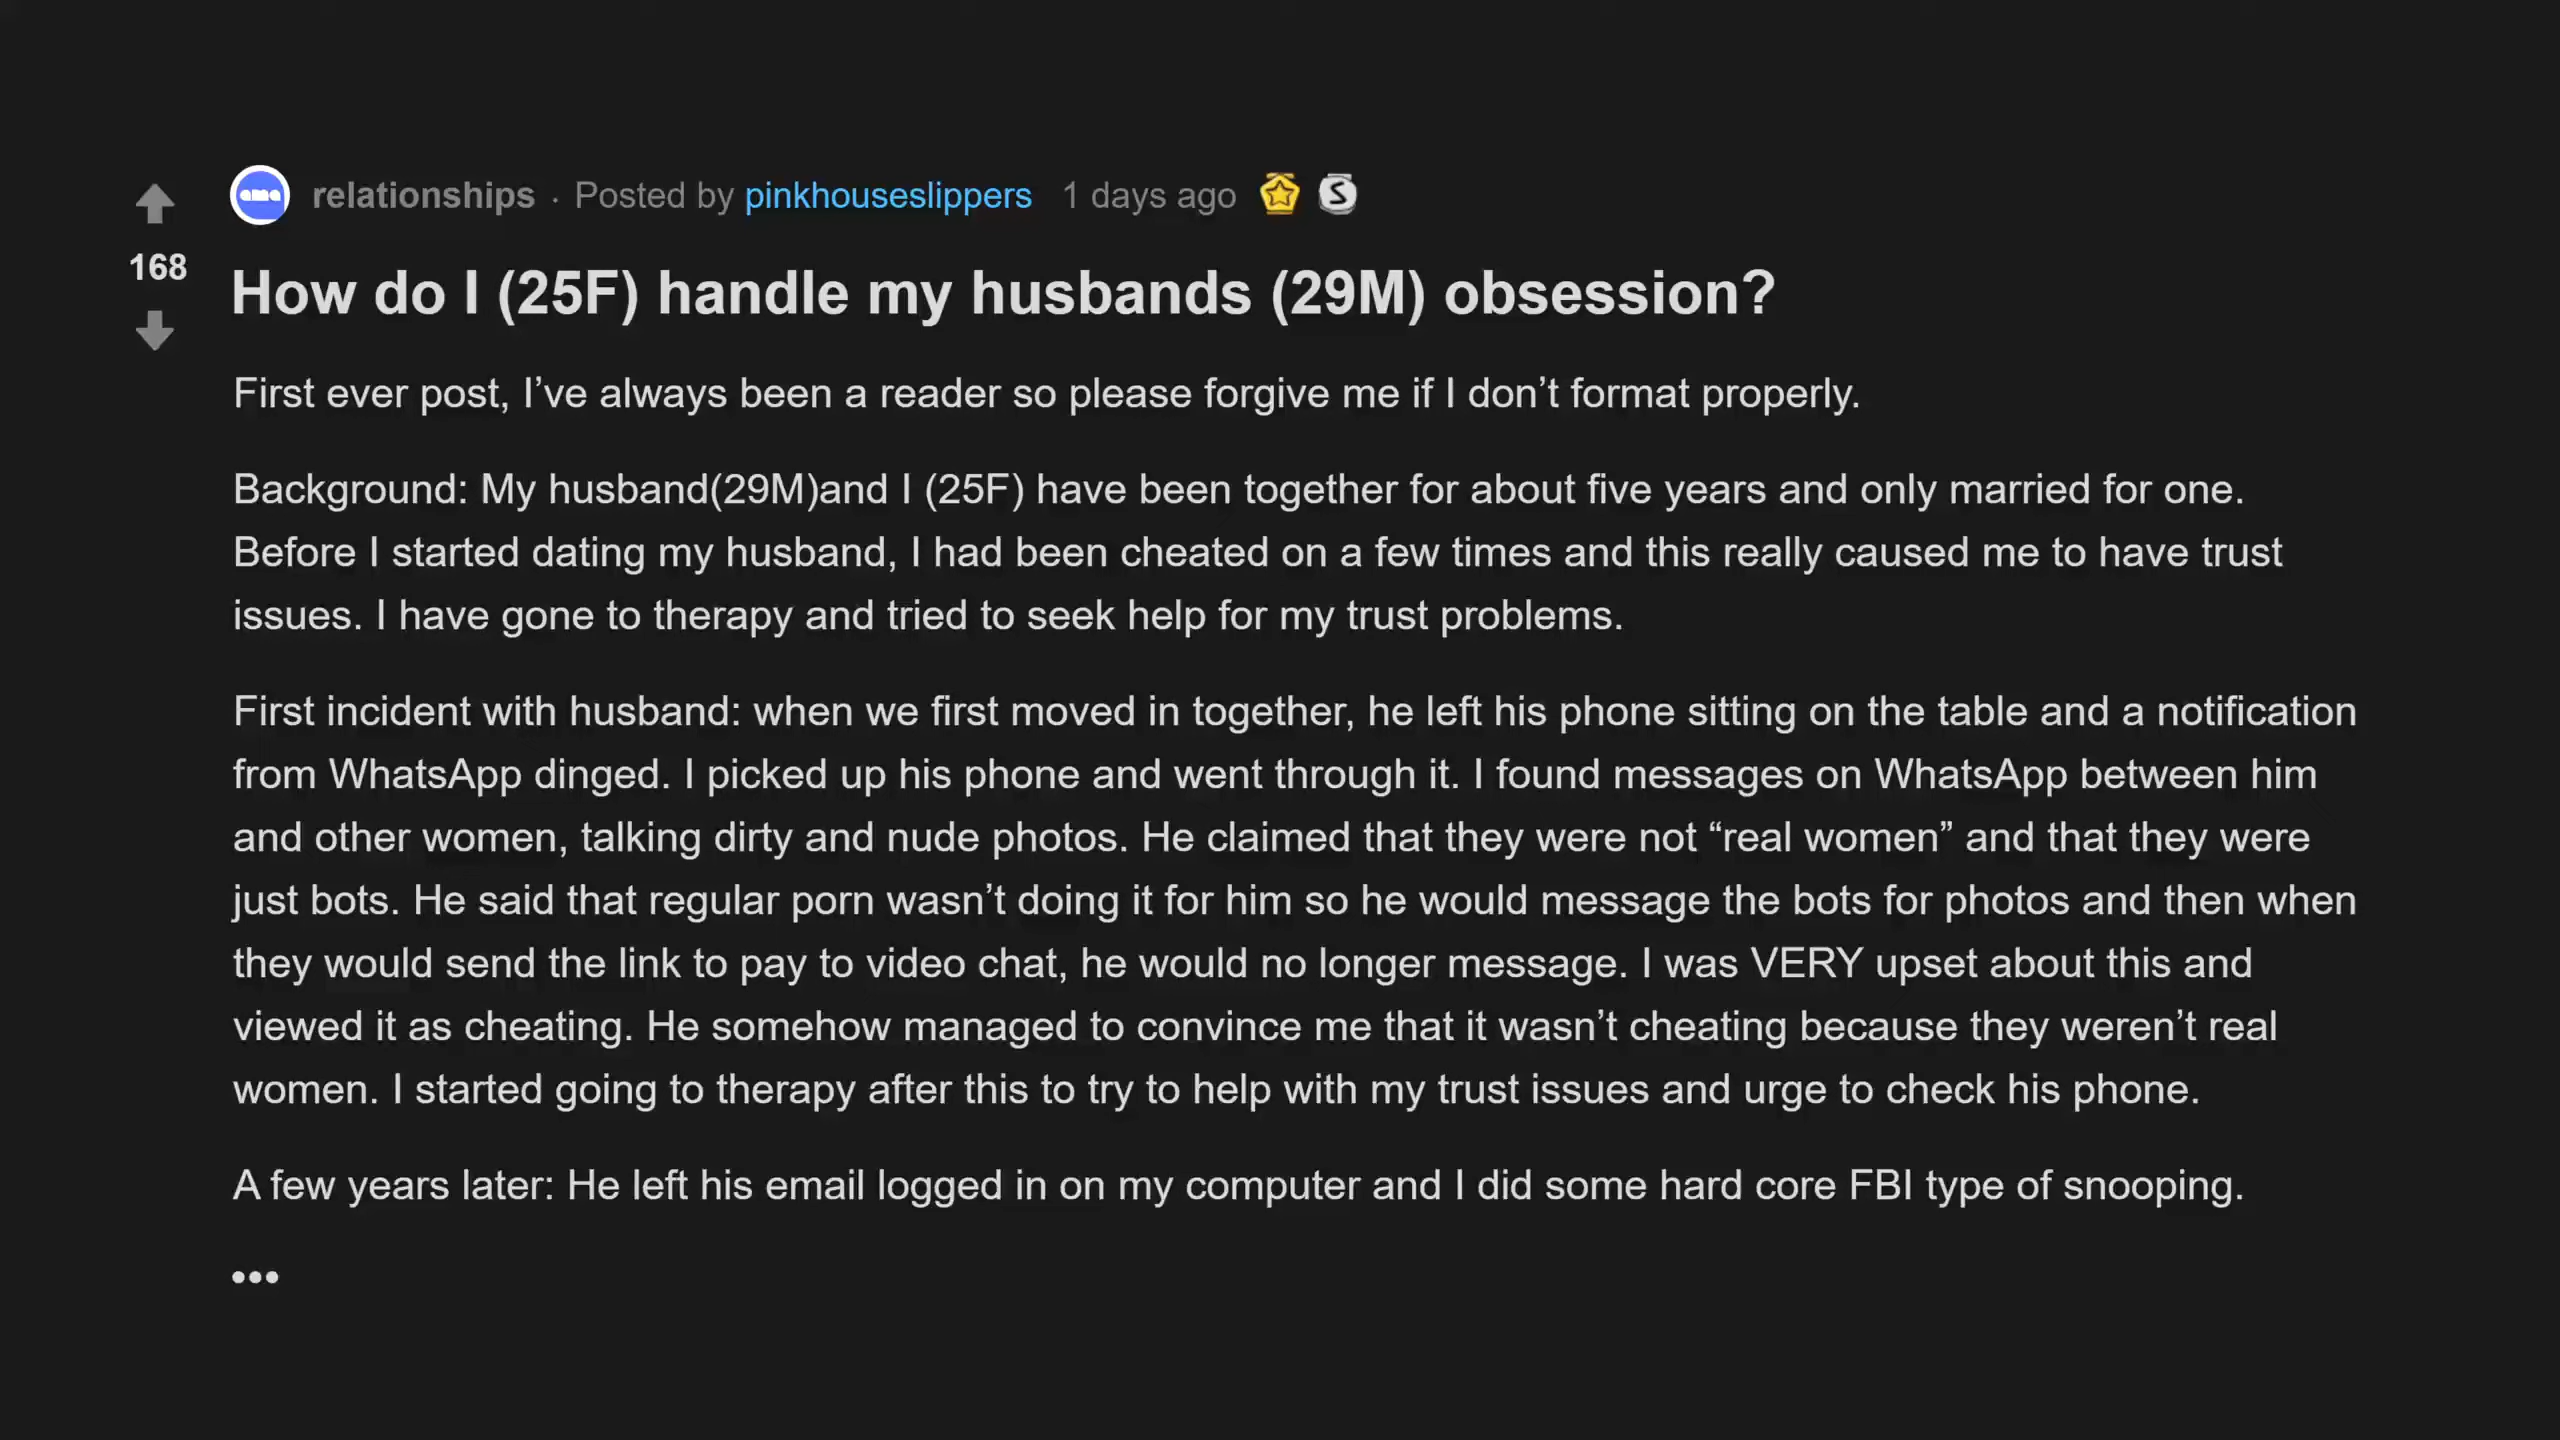 ama relationships · Posted by pinkhouseslippers 1 days ago S
168
How do I (25F) handle my husbands (29M) obsession?
First ever post, I’ve always been a reader so please forgive me if I don’t format properly.
Background: My husband(29M)and I (25F) have been together for about five years and only married for one.
Before I started dating my husband, I had been cheated on a few times and this really caused me to have trust
issues. I have gone to therapy and tried to seek help for my trust problems.
First incident with husband: when we first moved in together, he left his phone sitting on the table and a notification
from WhatsApp dinged. I picked up his phone and went through it. I found messages on WhatsApp between him
and other women, talking dirty and nude photos. He claimed that they were not “real women” and that they were
just bots. He said that regular porn wasn’t doing it for him so he would message the bots for photos and then when
they would send the link to pay to video chat, he would no longer message. I was VERY upset about this and
viewed it as cheating. He somehow managed to convince me that it wasn’t cheating because they weren’t real
women. I started going to therapy after this to try to help with my trust issues and urge to check his phone.
A few years later: He left his email logged in on my computer and I did some hard core FBI type of snooping.
•••